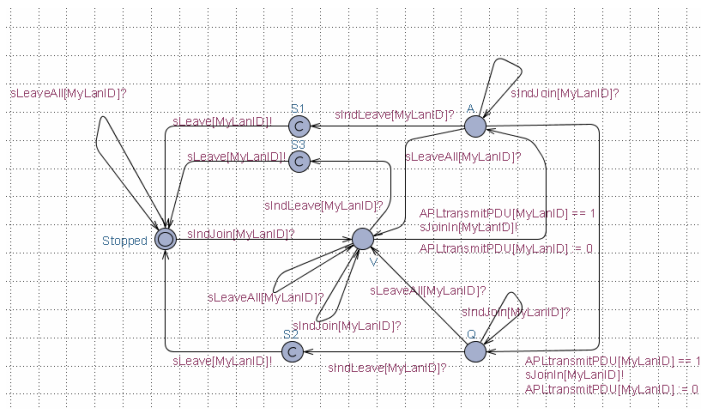 sLeaveAll[MyLanID]?
sIndJoin[MyLanID]?
S1
A
sIndLeave[MyLanID]?
sLeave[MyLanID]!
C
S3
sLeave[MyLanID]!
C
sLeaveAll[MyLanID]?
sIndLeave[MyLanID]?
APLtransmitPDU[MyLanID] == 1
sJoinIn[MyLanID]!
APLtransmitPDU[MyLanID] := 0
Stopped
sIndJoin[MyLanID]?
V
sLeaveAll[MyLanID]?
sLeaveAll[MyLanID]?
sIndJoin[MyLanID]?
sIndJoin[MyLanID]?
S2
Q
C
sLeave[MyLanID]!
sIndLeave[MyLanID]?
APLtransmitPDU[MyLanID] == 1
sJoinIn[MyLanID]!
APLtransmitPDU[MyLanID] := 0